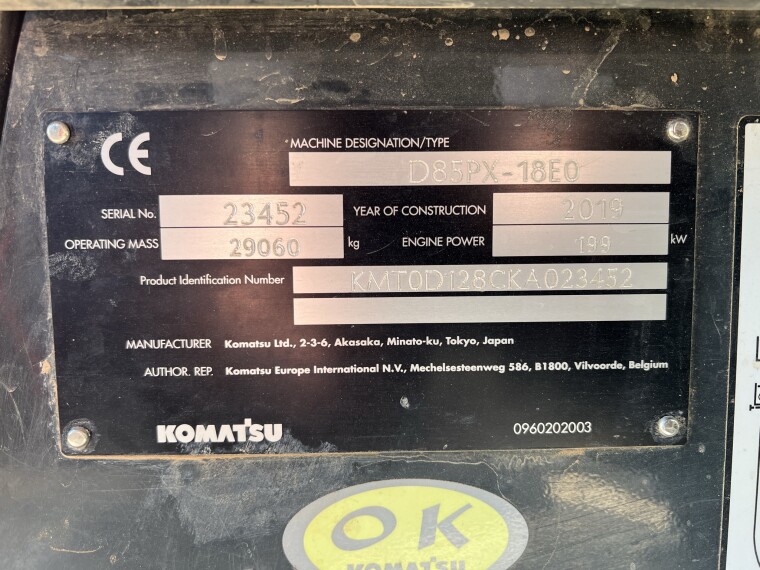 CE
MACHINE DESIGNATION/TYPE
D85PX-18E0
SERIAL No. 23452 YEAR OF CONSTRUCTION 2019
OPERATING MASS 29060 kg ENGINE POWER 199 kW
Product Identification Number KMT0D128CKA023452
MANUFACTURER Komatsu Ltd., 2-3-6, Akasaka, Minato-ku, Tokyo, Japan
AUTHOR. REP. Komatsu Europe International N.V., Mechelsesteenweg 586, B1800, Vilvoorde, Belgium
KOMATSU 0960202003
OK
KOMATSU